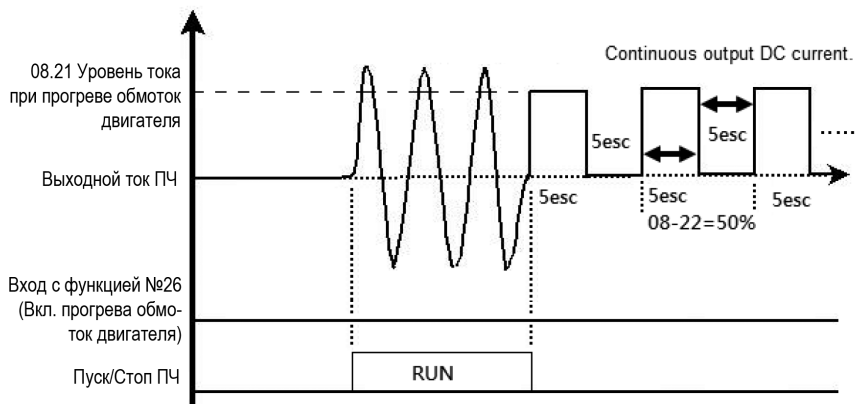 Continuous output DC current.
08.21 Уровень тока
при прогреве обмоток
двигателя
5esc
5esc
Выходной ток ПЧ
5esc
5esc
5esc
08-22=50%
Вход с функцией №26
(Вкл. прогрева обмо-
ток двигателя)
Пуск/Стоп ПЧ
RUN